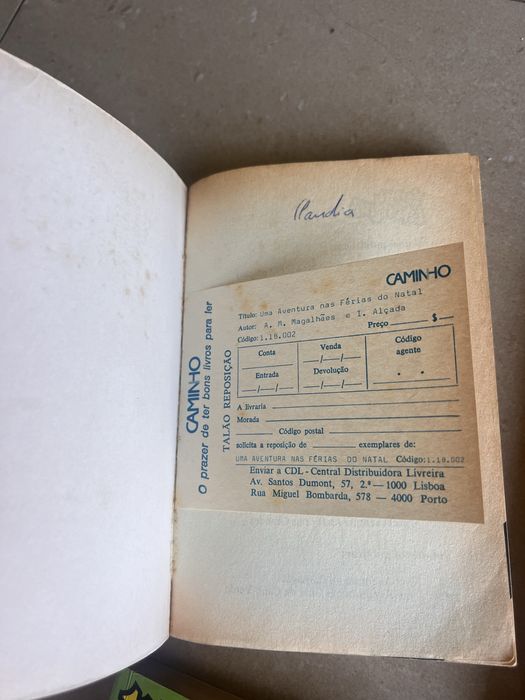 Claudia
CAMINHO
Título: Uma Aventura nas Férias do Natal
Autor: A. M. Magalhães e I. Alçada
Código: 1.18.002
Preço $
Conta
Venda
Código agente
Entrada
Devolução
A livraria
Morada
Código postal
solicita a reposição de exemplares de:
UMA AVENTURA NAS FÉRIAS DO NATAL Código: 1.18.002
Enviar a CDL - Central Distribuidora Livreira
Av. Santos Dumont, 57, 2.º — 1000 Lisboa
Rua Miguel Bombarda, 578 — 4000 Porto
TALÃO REPOSIÇÃO
CAMINHO
O prazer de ter bons livros para ler